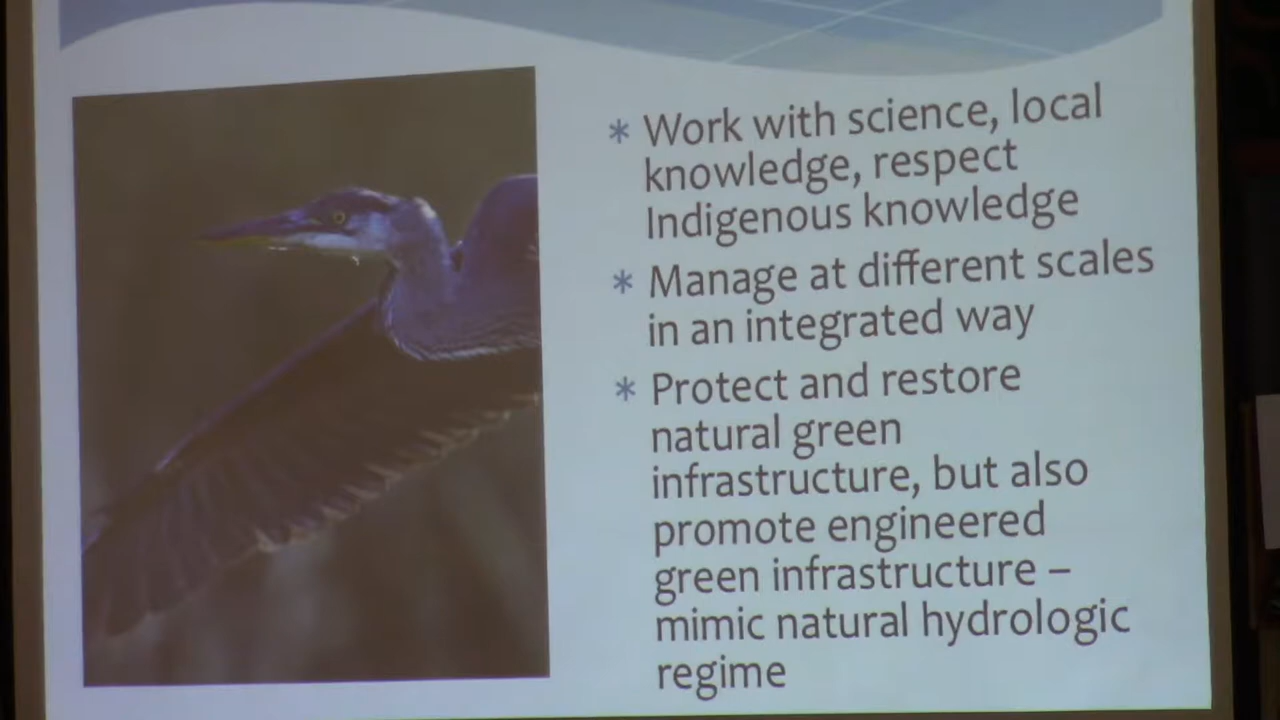 * Work with science, local
knowledge, respect
Indigenous knowledge
* Manage at different scales
in an integrated way
* Protect and restore
natural green
infrastructure, but also
promote engineered
green infrastructure –
mimic natural hydrologic
regime